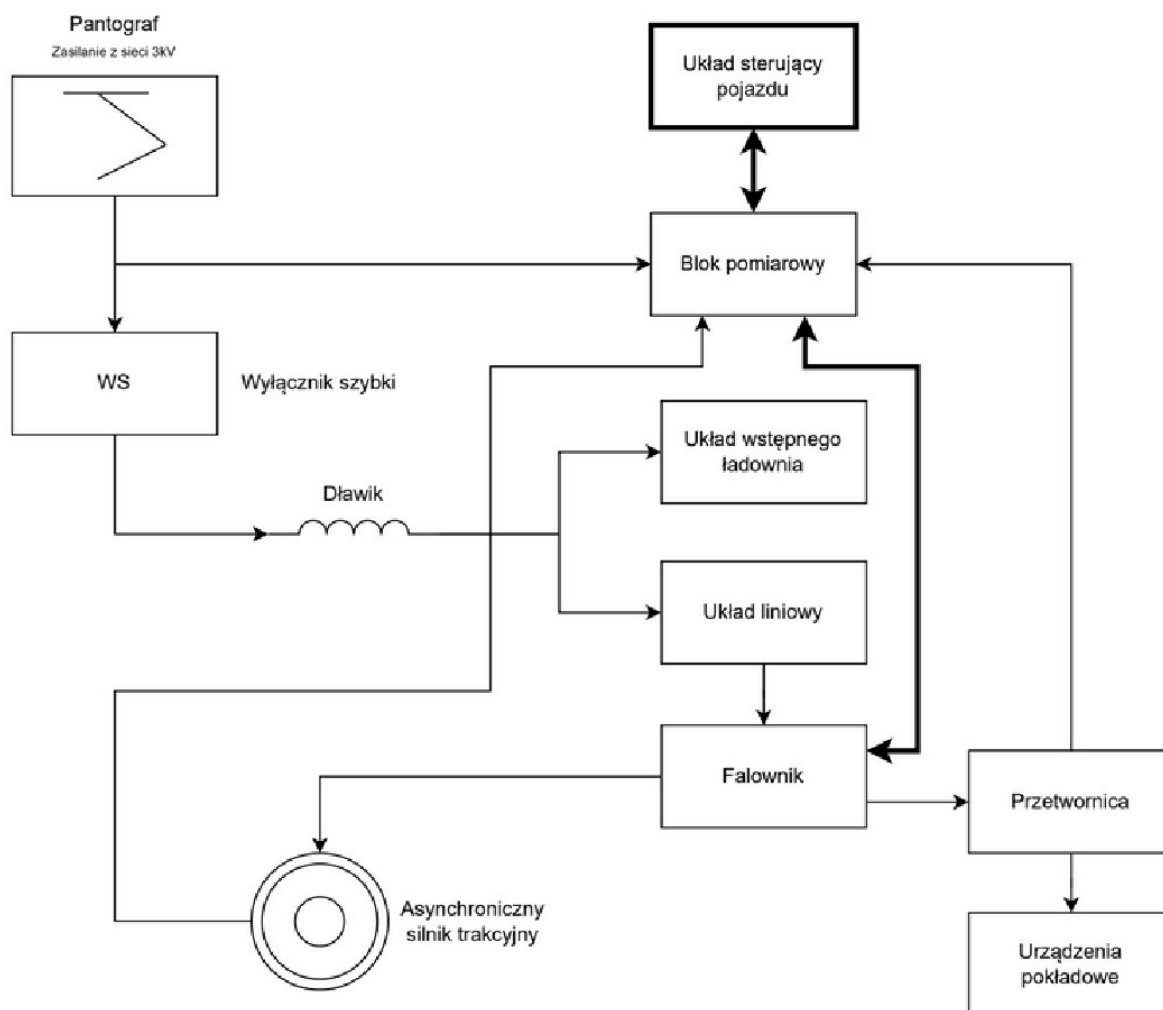 Pantograf
Zasilanie z sieci 3kV
Układ sterujący
pojazdu
Blok pomiarowy
WS
Wyłącznik szybki
Układ wstępnego
ładownia
Dławik
Układ liniowy
Falownik
Przetwornica
Asynchroniczny
silnik trakcyjny
Urządzenia
pokładowe